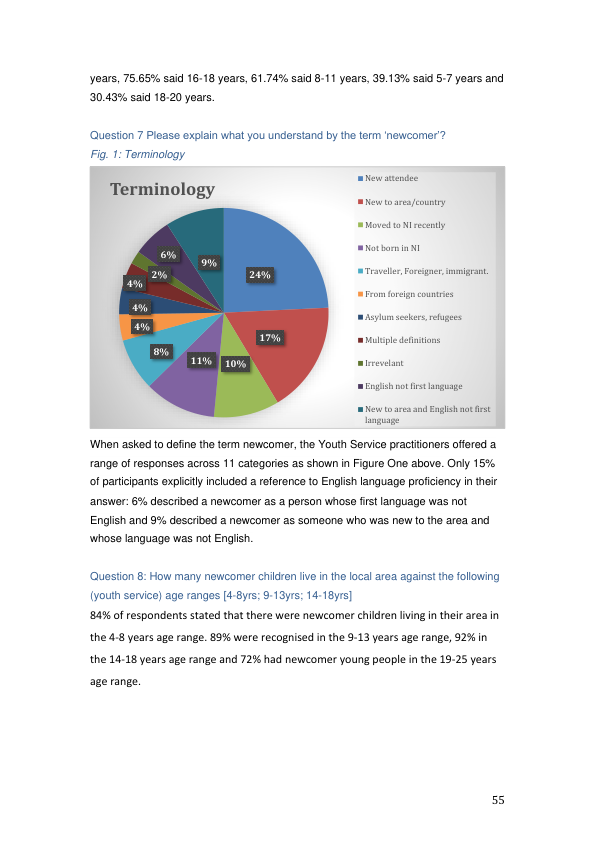 years, 75.65% said 16-18 years, 61.74% said 8-11 years, 39.13% said 5-7 years and
30.43% said 18-20 years.
Question 7 Please explain what you understand by the term ‘newcomer’?
Fig. 1: Terminology
Terminology
24%
17%
10%
11%
8%
4%
4%
4%
2%
6%
9%
New attendee
New to area/country
Moved to NI recently
Not born in NI
Traveller, Foreigner, immigrant.
From foreign countries
Asylum seekers, refugees
Multiple definitions
Irrevelant
English not first language
New to area and English not first
language
When asked to define the term newcomer, the Youth Service practitioners offered a
range of responses across 11 categories as shown in Figure One above. Only 15%
of participants explicitly included a reference to English language proficiency in their
answer: 6% described a newcomer as a person whose first language was not
English and 9% described a newcomer as someone who was new to the area and
whose language was not English.
Question 8: How many newcomer children live in the local area against the following
(youth service) age ranges [4-8yrs; 9-13yrs; 14-18yrs]
84% of respondents stated that there were newcomer children living in their area in
the 4-8 years age range. 89% were recognised in the 9-13 years age range, 92% in
the 14-18 years age range and 72% had newcomer young people in the 19-25 years
age range.
55